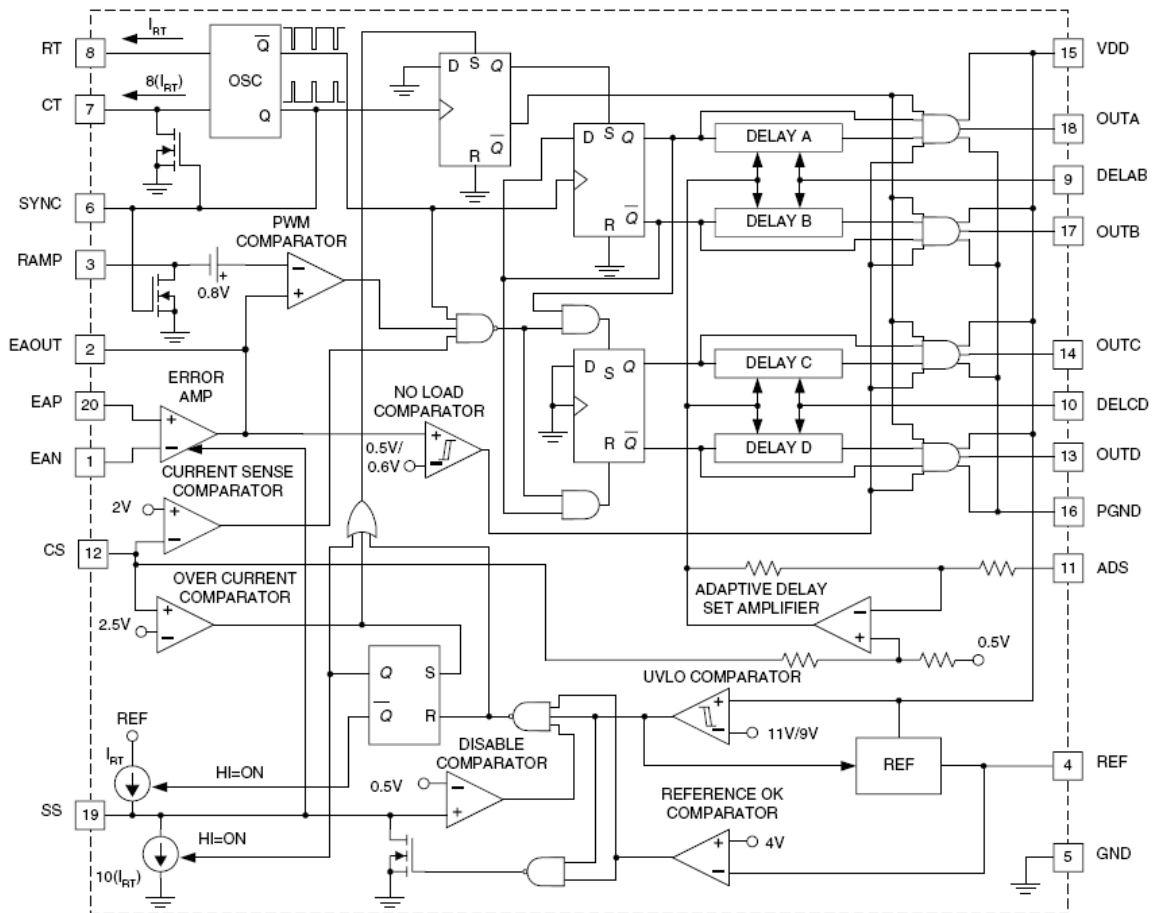 RT
8
I_RT
Q̅
OSC
Q
CT
7
8(I_RT)
SYNC
6
RAMP
3
0.8V
PWM
COMPARATOR
−
+
EAOUT
2
EAP
20
ERROR
AMP
+
−
EAN
1
NO LOAD
COMPARATOR
+
−
0.5V/
0.6V
CURRENT SENSE
COMPARATOR
2V
+
−
CS
12
OVER CURRENT
COMPARATOR
+
−
2.5V
D
S
Q
Q̅
R
D
S
Q
Q̅
R
D
S
Q
R
Q̅
DELAY A
DELAY B
DELAY C
DELAY D
15
VDD
18
OUTA
9
DELAB
17
OUTB
14
OUTC
10
DELCD
13
OUTD
16
PGND
11
ADS
ADAPTIVE DELAY
SET AMPLIFIER
−
+
0.5V
Q
S
Q̅
R
UVLO COMPARATOR
+
−
11V/9V
REF
4
REF
REF
I_RT
HI=ON
DISABLE
COMPARATOR
0.5V
−
+
SS
19
HI=ON
10(I_RT)
REFERENCE OK
COMPARATOR
+
−
4V
5
GND